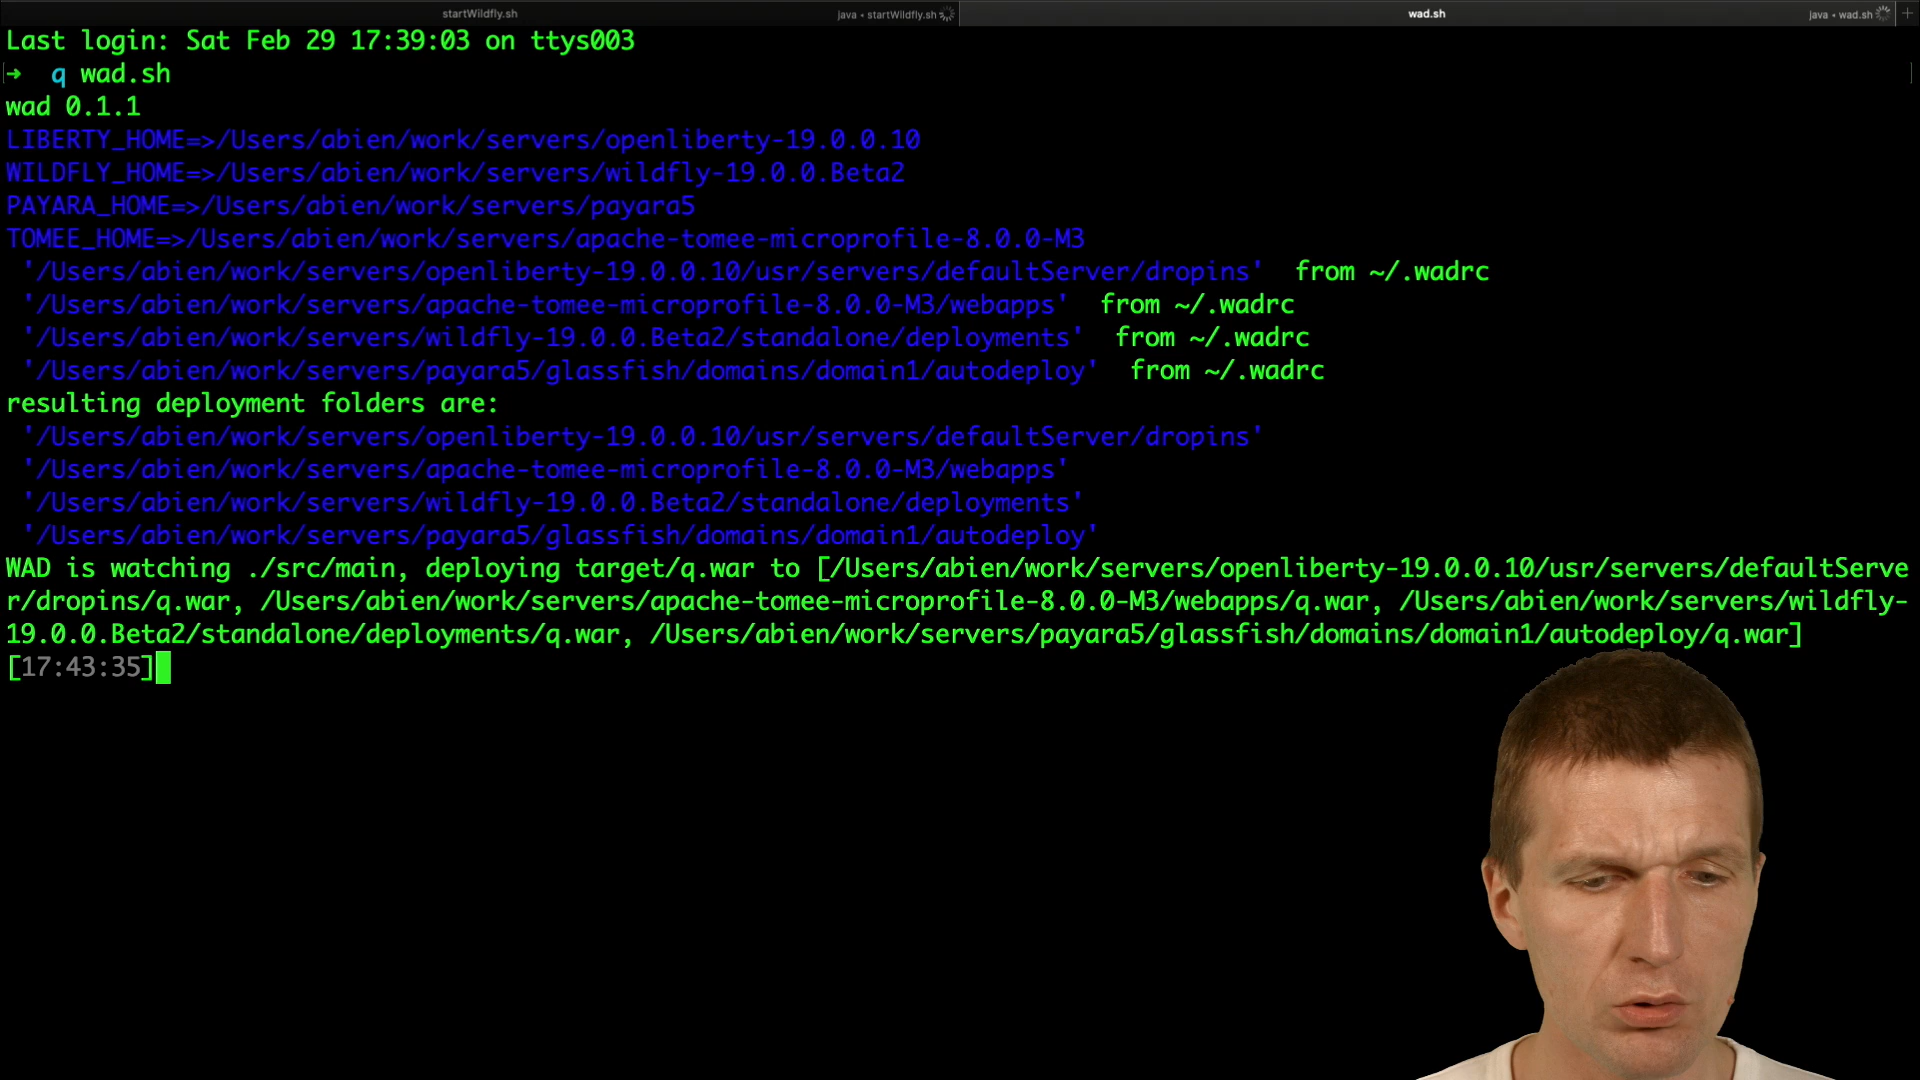 startWildfly.sh java • startWildfly.sh wad.sh java • wad.sh +
Last login: Sat Feb 29 17:39:03 on ttys003
➜ q wad.sh
wad 0.1.1
LIBERTY_HOME=>/Users/abien/work/servers/openliberty-19.0.0.10
WILDFLY_HOME=>/Users/abien/work/servers/wildfly-19.0.0.Beta2
PAYARA_HOME=>/Users/abien/work/servers/payara5
TOMEE_HOME=>/Users/abien/work/servers/apache-tomee-microprofile-8.0.0-M3
'/Users/abien/work/servers/openliberty-19.0.0.10/usr/servers/defaultServer/dropins' from ~/.wadrc
'/Users/abien/work/servers/apache-tomee-microprofile-8.0.0-M3/webapps' from ~/.wadrc
'/Users/abien/work/servers/wildfly-19.0.0.Beta2/standalone/deployments' from ~/.wadrc
'/Users/abien/work/servers/payara5/glassfish/domains/domain1/autodeploy' from ~/.wadrc
resulting deployment folders are:
'/Users/abien/work/servers/openliberty-19.0.0.10/usr/servers/defaultServer/dropins'
'/Users/abien/work/servers/apache-tomee-microprofile-8.0.0-M3/webapps'
'/Users/abien/work/servers/wildfly-19.0.0.Beta2/standalone/deployments'
'/Users/abien/work/servers/payara5/glassfish/domains/domain1/autodeploy'
WAD is watching ./src/main, deploying target/q.war to [/Users/abien/work/servers/openliberty-19.0.0.10/usr/servers/defaultServe
r/dropins/q.war, /Users/abien/work/servers/apache-tomee-microprofile-8.0.0-M3/webapps/q.war, /Users/abien/work/servers/wildfly-
19.0.0.Beta2/standalone/deployments/q.war, /Users/abien/work/servers/payara5/glassfish/domains/domain1/autodeploy/q.war]
[17:43:35]